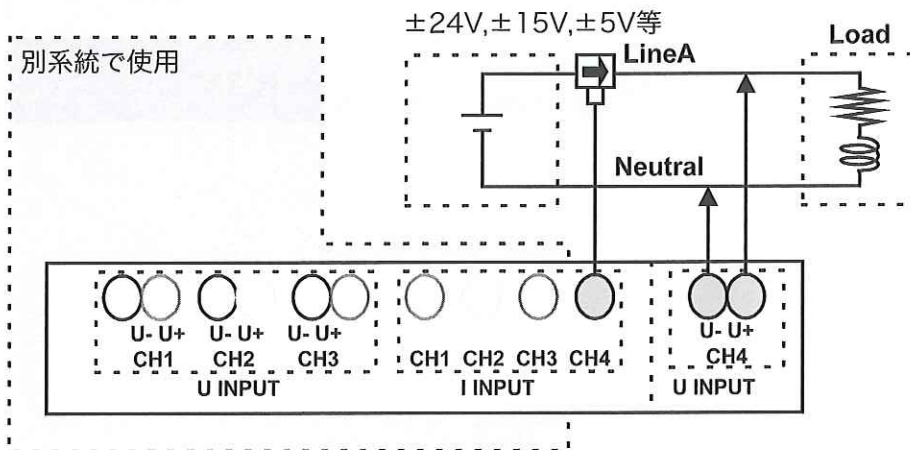 ±24V,±15V,±5V等
別系統で使用
LineA
Load
Neutral
U- U+ U- U+ U- U+
CH1 CH2 CH3
U INPUT
CH1 CH2 CH3 CH4
I INPUT
U- U+
CH4
U INPUT